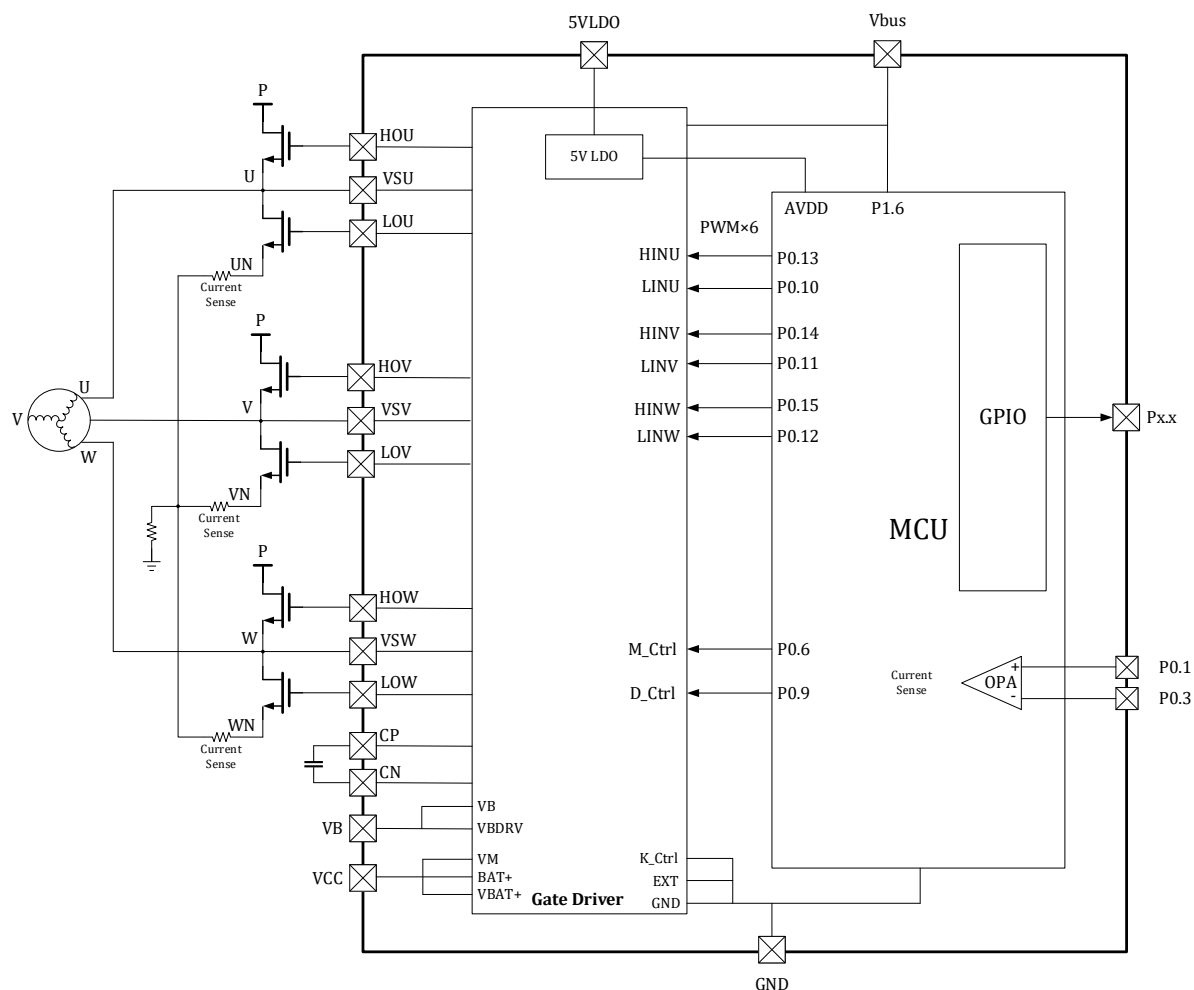 5VLDO
Vbus
P
HOU
5V LDO
U
VSU
AVDD
P1.6
LOU
PWM×6
HINU
P0.13
UN
Current
Sense
LINU
P0.10
P
HINV
P0.14
HOV
LINV
P0.11
U
V
V
VSV
HINW
P0.15
GPIO
Px.x
W
LINW
P0.12
LOV
VN
Current
Sense
MCU
P
HOW
W
VSW
M_Ctrl
P0.6
P0.1
LOW
D_Ctrl
P0.9
Current
Sense
+
OPA
-
P0.3
WN
Current
Sense
CP
CN
VB
VB
VBDRV
VM
K_Ctrl
VCC
BAT+
EXT
VBAT+
Gate Driver
GND
GND